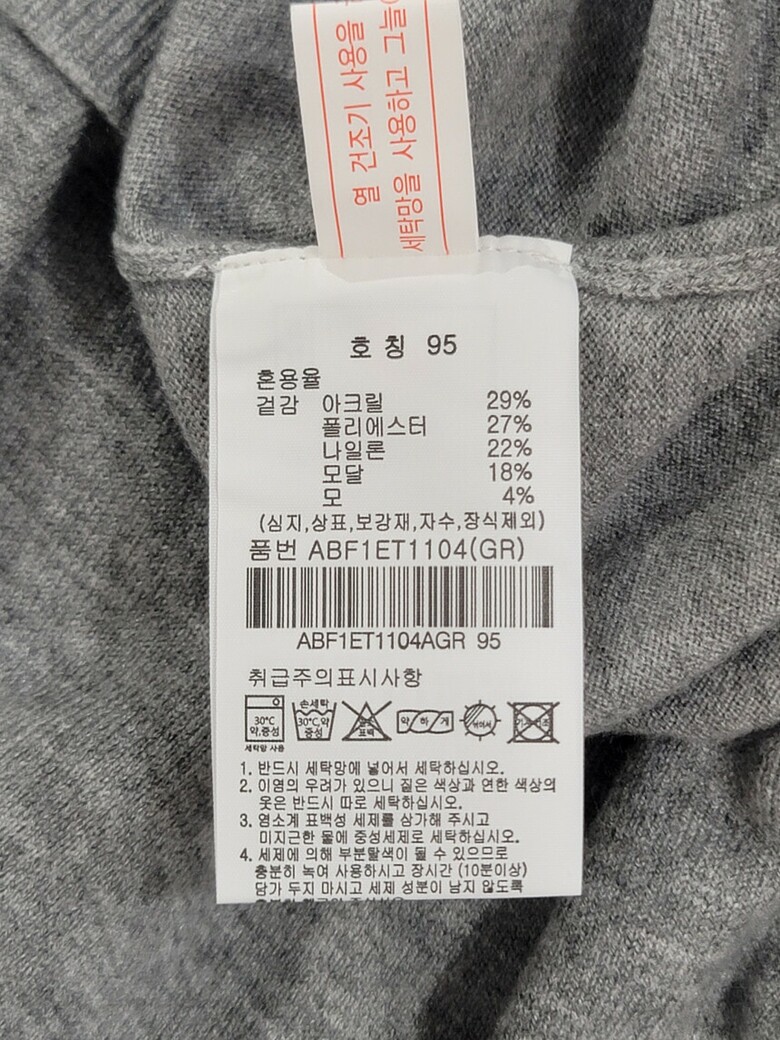 열 건조기 사용을
세탁망을 사용하고 그늘
호 칭 95
혼용율
겉감 아크릴 29%
폴리에스터 27%
나일론 22%
모달 18%
모 4%
(심지,상표,보강재,자수,장식제외)
품번 ABF1ET1104(GR)
ABF1ET1104AGR 95
취급주의표시사항
30°C
약,중성
세탁망 사용
손세탁
30°C,약
중성
표백
약 하 게
1. 반드시 세탁망에 넣어서 세탁하십시오.
2. 이염의 우려가 있으니 짙은 색상과 연한 색상의
옷은 반드시 따로 세탁하십시오.
3. 염소계 표백성 세제를 삼가해 주시고
미지근한 물에 중성세제로 세탁하십시오.
4. 세제에 의해 부분탈색이 될 수 있으므로
충분히 녹여 사용하시고 장시간 (10분이상)
담가 두지 마시고 세제 성분이 남지 않도록